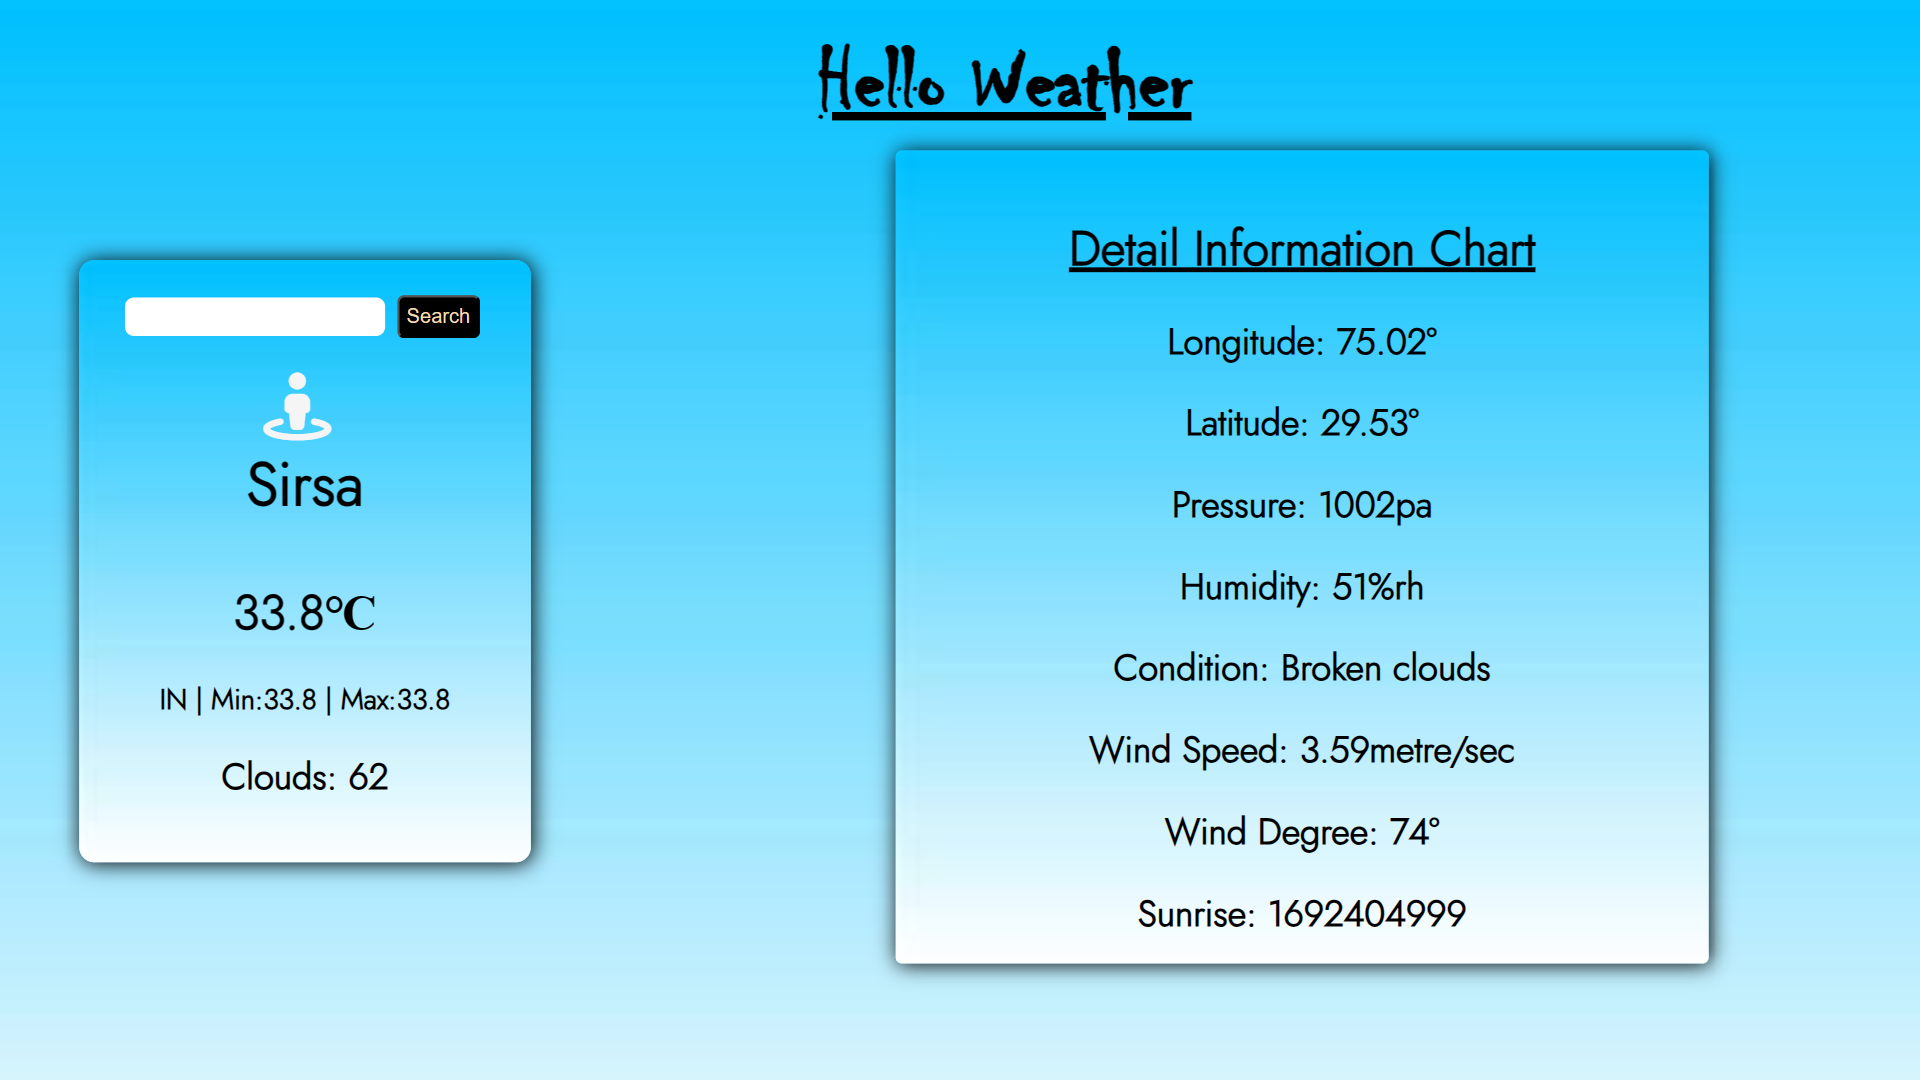 Hello Weather
Search
Sirsa
33.8℃
IN | Min:33.8 | Max:33.8
Clouds: 62
Detail Information Chart
Longitude: 75.02°
Latitude: 29.53°
Pressure: 1002pa
Humidity: 51%rh
Condition: Broken clouds
Wind Speed: 3.59metre/sec
Wind Degree: 74°
Sunrise: 1692404999